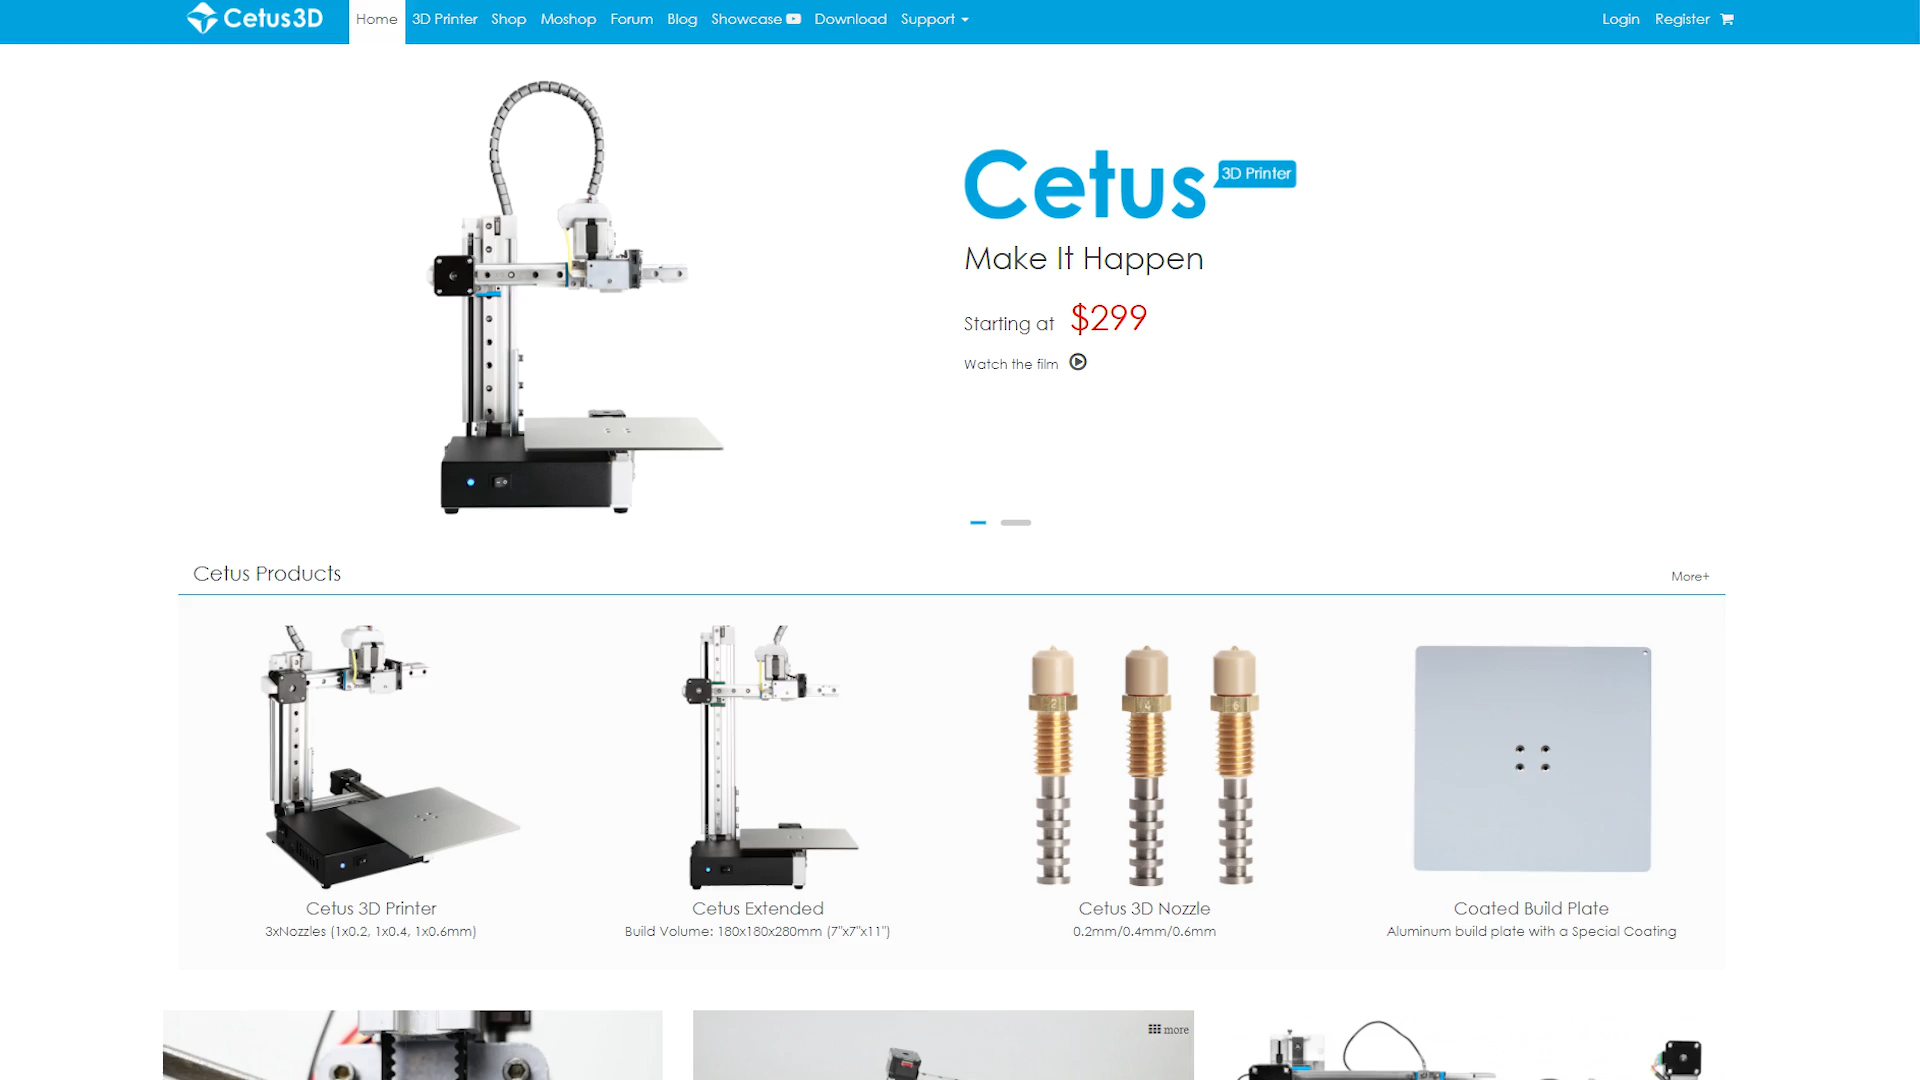 Cetus3D Home 3D Printer Shop Moshop Forum Blog Showcase Download Support Login Register
Cetus 3D Printer
Make It Happen
Starting at $299
Watch the film
Cetus Products More+
Cetus 3D Printer
3xNozzles (1x0.2, 1x0.4, 1x0.6mm)
Cetus Extended
Build Volume: 180x180x280mm (7"x7"x11")
2 4 6
Cetus 3D Nozzle
0.2mm/0.4mm/0.6mm
Coated Build Plate
Aluminum build plate with a Special Coating
more